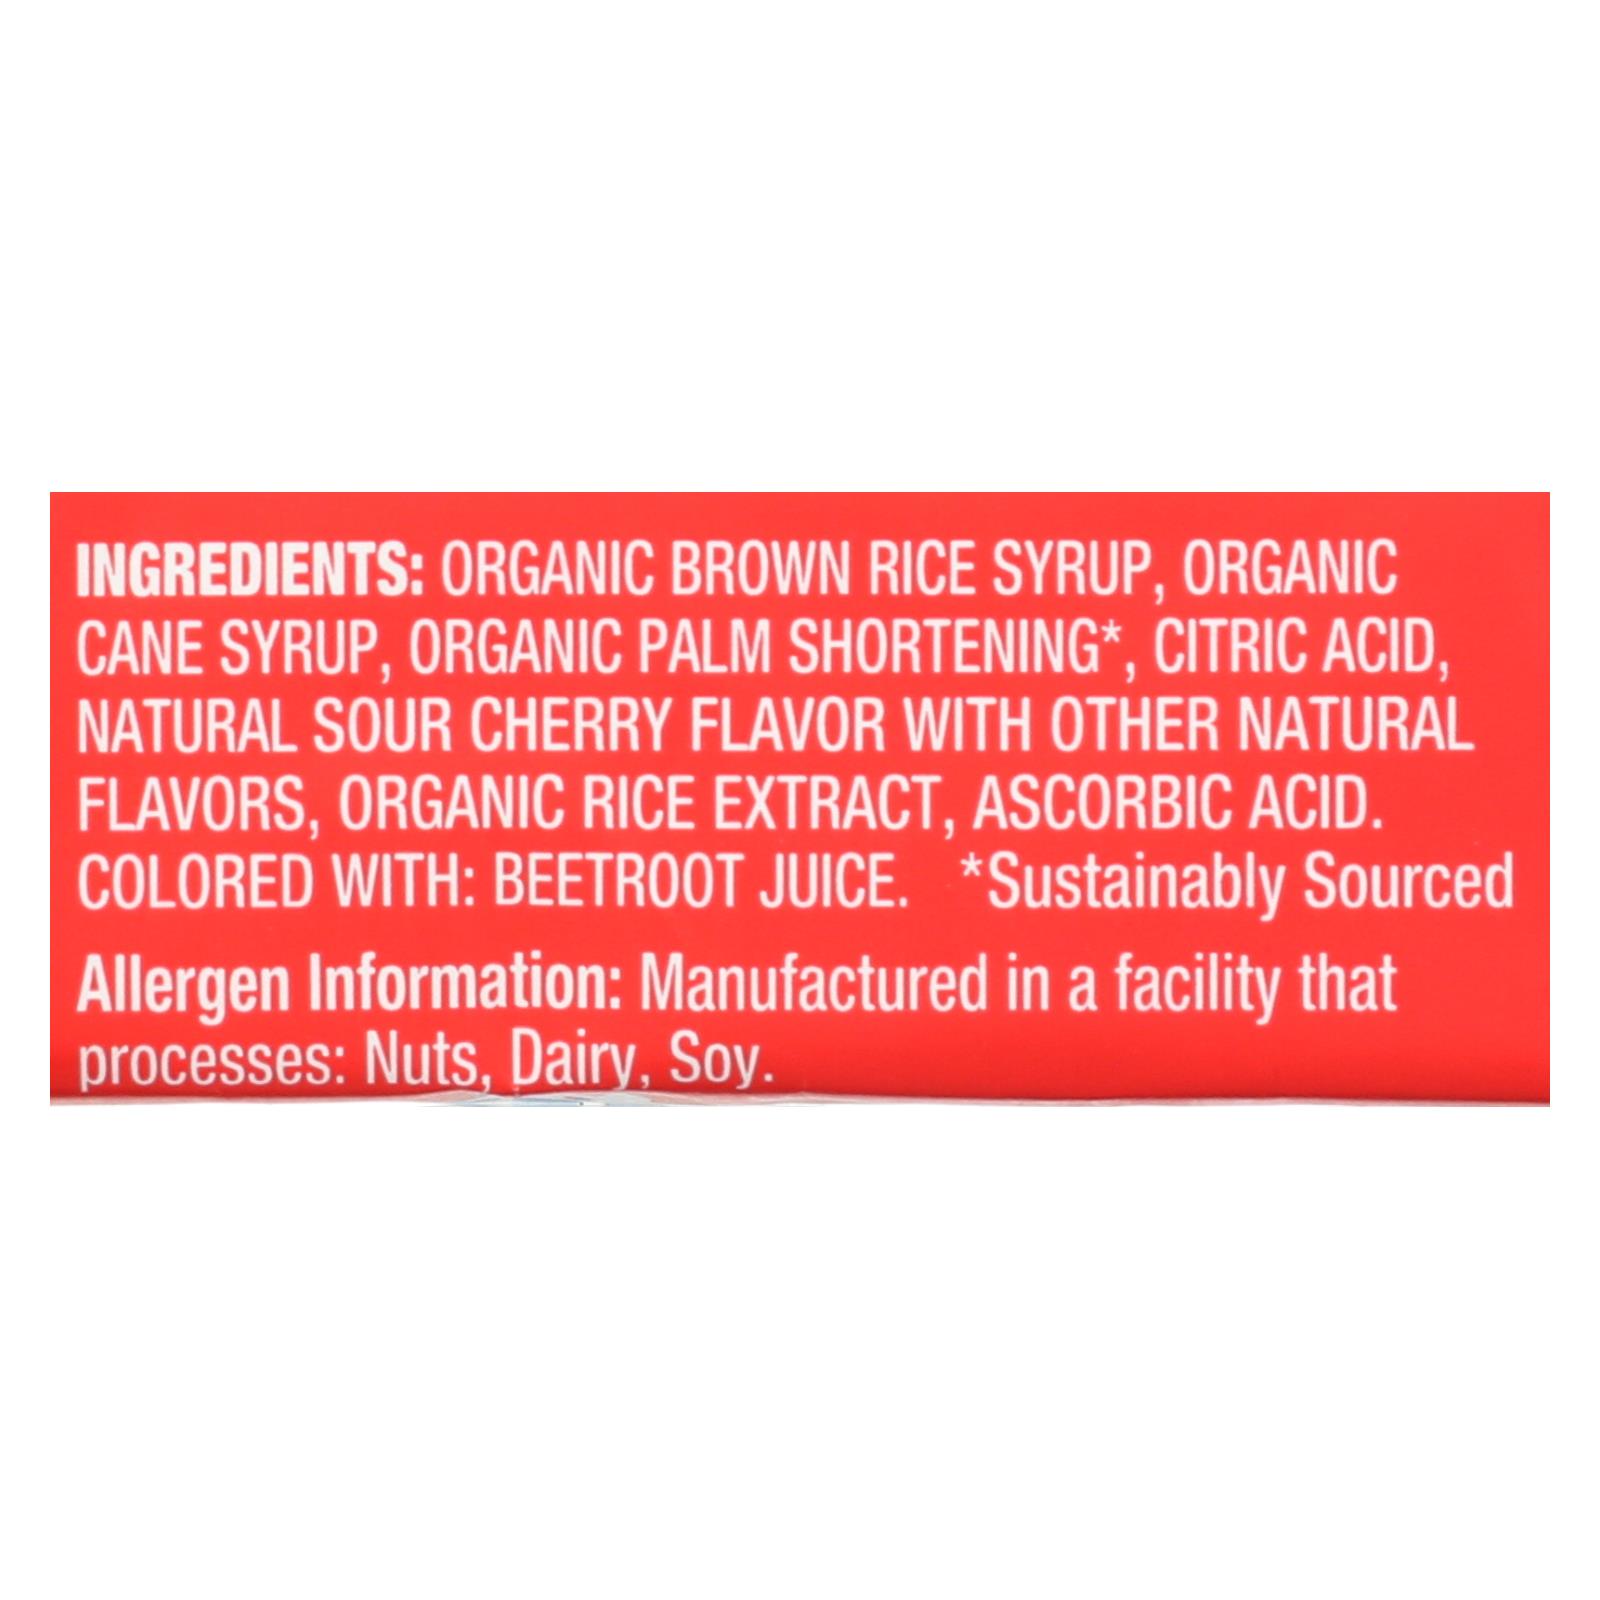 INGREDIENTS: ORGANIC BROWN RICE SYRUP, ORGANIC
CANE SYRUP, ORGANIC PALM SHORTENING*, CITRIC ACID,
NATURAL SOUR CHERRY FLAVOR WITH OTHER NATURAL
FLAVORS, ORGANIC RICE EXTRACT, ASCORBIC ACID.
COLORED WITH: BEETROOT JUICE. *Sustainably Sourced
Allergen Information: Manufactured in a facility that
processes: Nuts, Dairy, Soy.